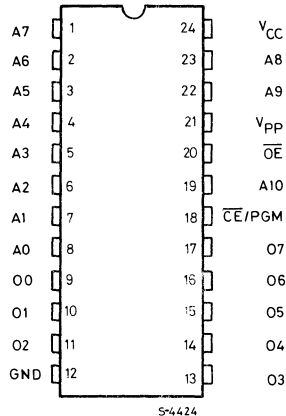 A7 1 24 VCC
A6 2 23 A8
A5 3 22 A9
A4 4 21 VPP
A3 5 20 O̅E̅
A2 6 19 A10
A1 7 18 C̅E̅/PGM
A0 8 17 O7
O0 9 16 O6
O1 10 15 O5
O2 11 14 O4
GND 12 13 O3
S-4424